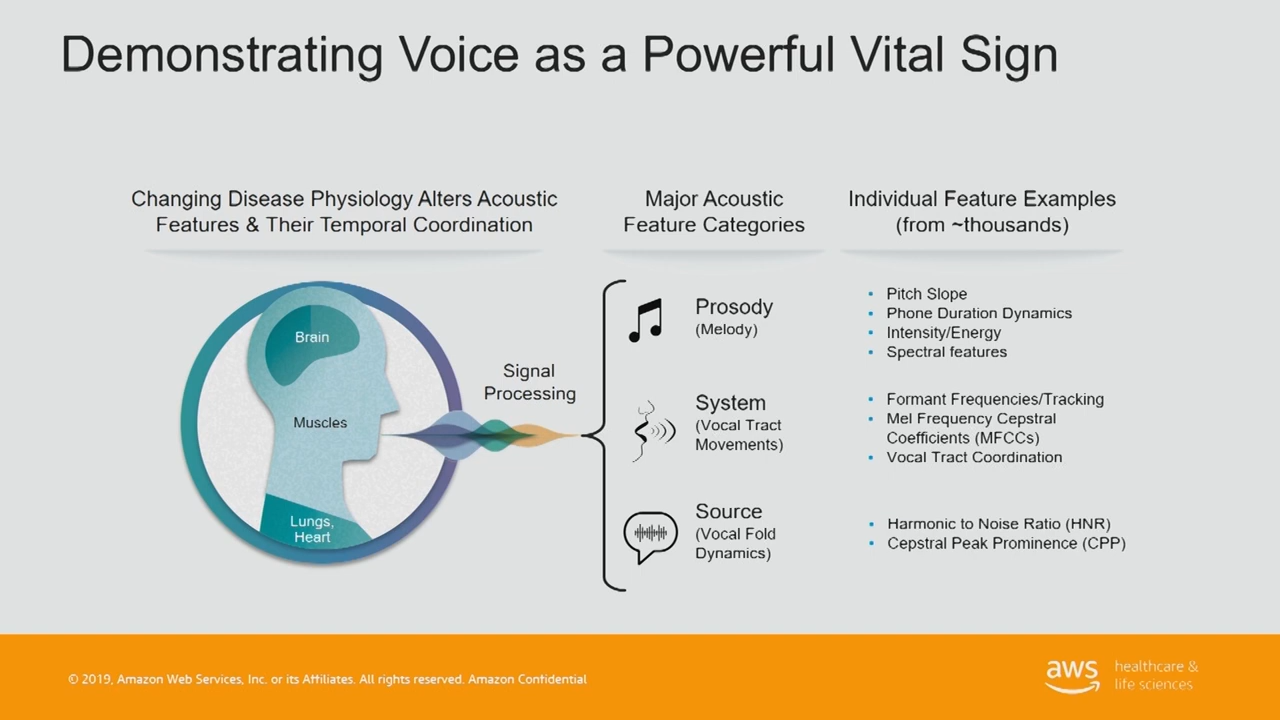 Demonstrating Voice as a Powerful Vital Sign
Changing Disease Physiology Alters Acoustic
Features & Their Temporal Coordination
Major Acoustic
Feature Categories
Individual Feature Examples
(from ~thousands)
Brain
Muscles
Lungs,
Heart
Signal
Processing
Prosody
(Melody)
• Pitch Slope
• Phone Duration Dynamics
• Intensity/Energy
• Spectral features
System
(Vocal Tract
Movements)
• Formant Frequencies/Tracking
• Mel Frequency Cepstral
Coefficients (MFCCs)
• Vocal Tract Coordination
Source
(Vocal Fold
Dynamics)
• Harmonic to Noise Ratio (HNR)
• Cepstral Peak Prominence (CPP)
© 2019, Amazon Web Services, Inc. or its Affiliates. All rights reserved. Amazon Confidential
aws
healthcare &
life sciences